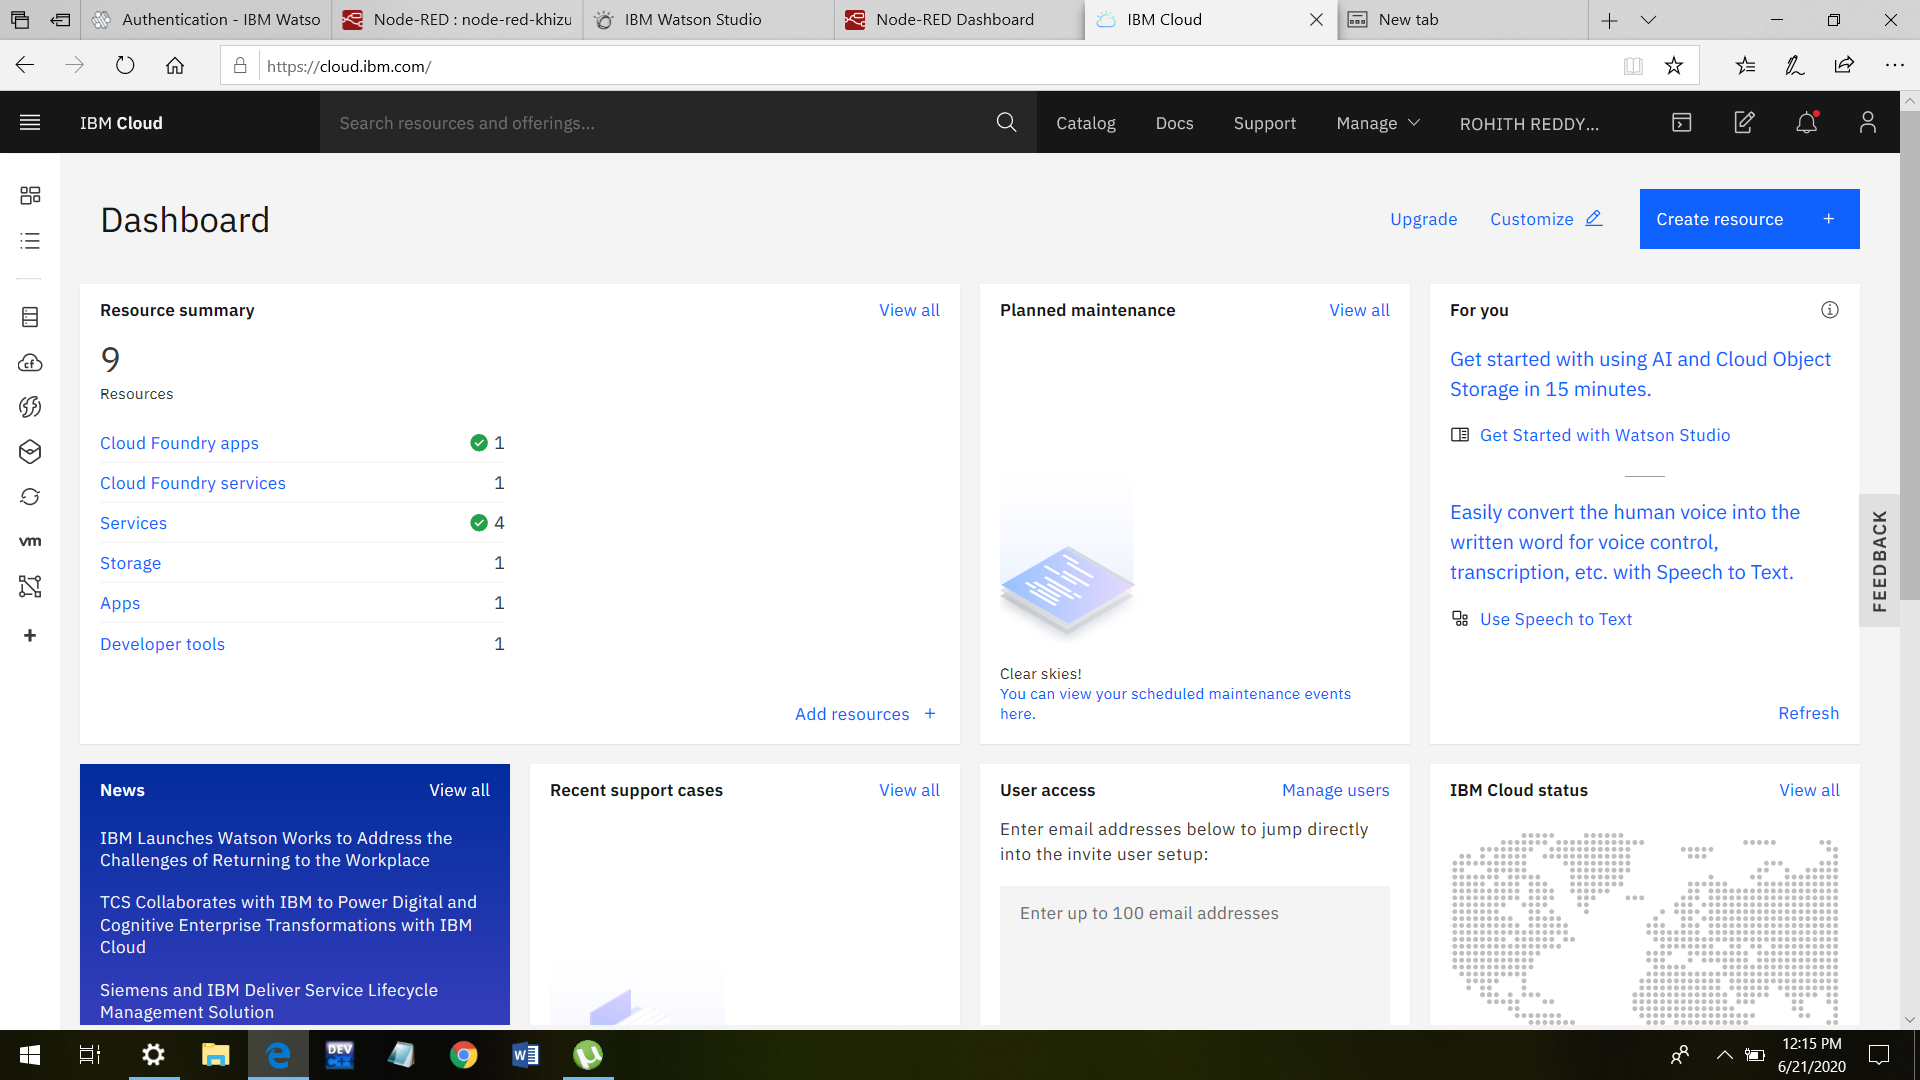 Authentication - IBM Watso
Node-RED : node-red-khizu
IBM Watson Studio
Node-RED Dashboard
IBM Cloud
New tab
https://cloud.ibm.com/
IBM Cloud
Search resources and offerings...
Catalog
Docs
Support
Manage
ROHITH REDDY...
Dashboard
Upgrade
Customize
Create resource +
Resource summary
View all
9
Resources
Cloud Foundry apps 1
Cloud Foundry services 1
Services 4
Storage 1
Apps 1
Developer tools 1
Add resources +
Planned maintenance
View all
Clear skies!
You can view your scheduled maintenance events
here.
For you
Get started with using AI and Cloud Object
Storage in 15 minutes.
Get Started with Watson Studio
Easily convert the human voice into the
written word for voice control,
transcription, etc. with Speech to Text.
Use Speech to Text
Refresh
FEEDBACK
cf
vm
News
View all
IBM Launches Watson Works to Address the
Challenges of Returning to the Workplace
TCS Collaborates with IBM to Power Digital and
Cognitive Enterprise Transformations with IBM
Cloud
Siemens and IBM Deliver Service Lifecycle
Management Solution
Recent support cases
View all
User access
Manage users
Enter email addresses below to jump directly
into the invite user setup:
Enter up to 100 email addresses
IBM Cloud status
View all
DEV
C++
12:15 PM
6/21/2020